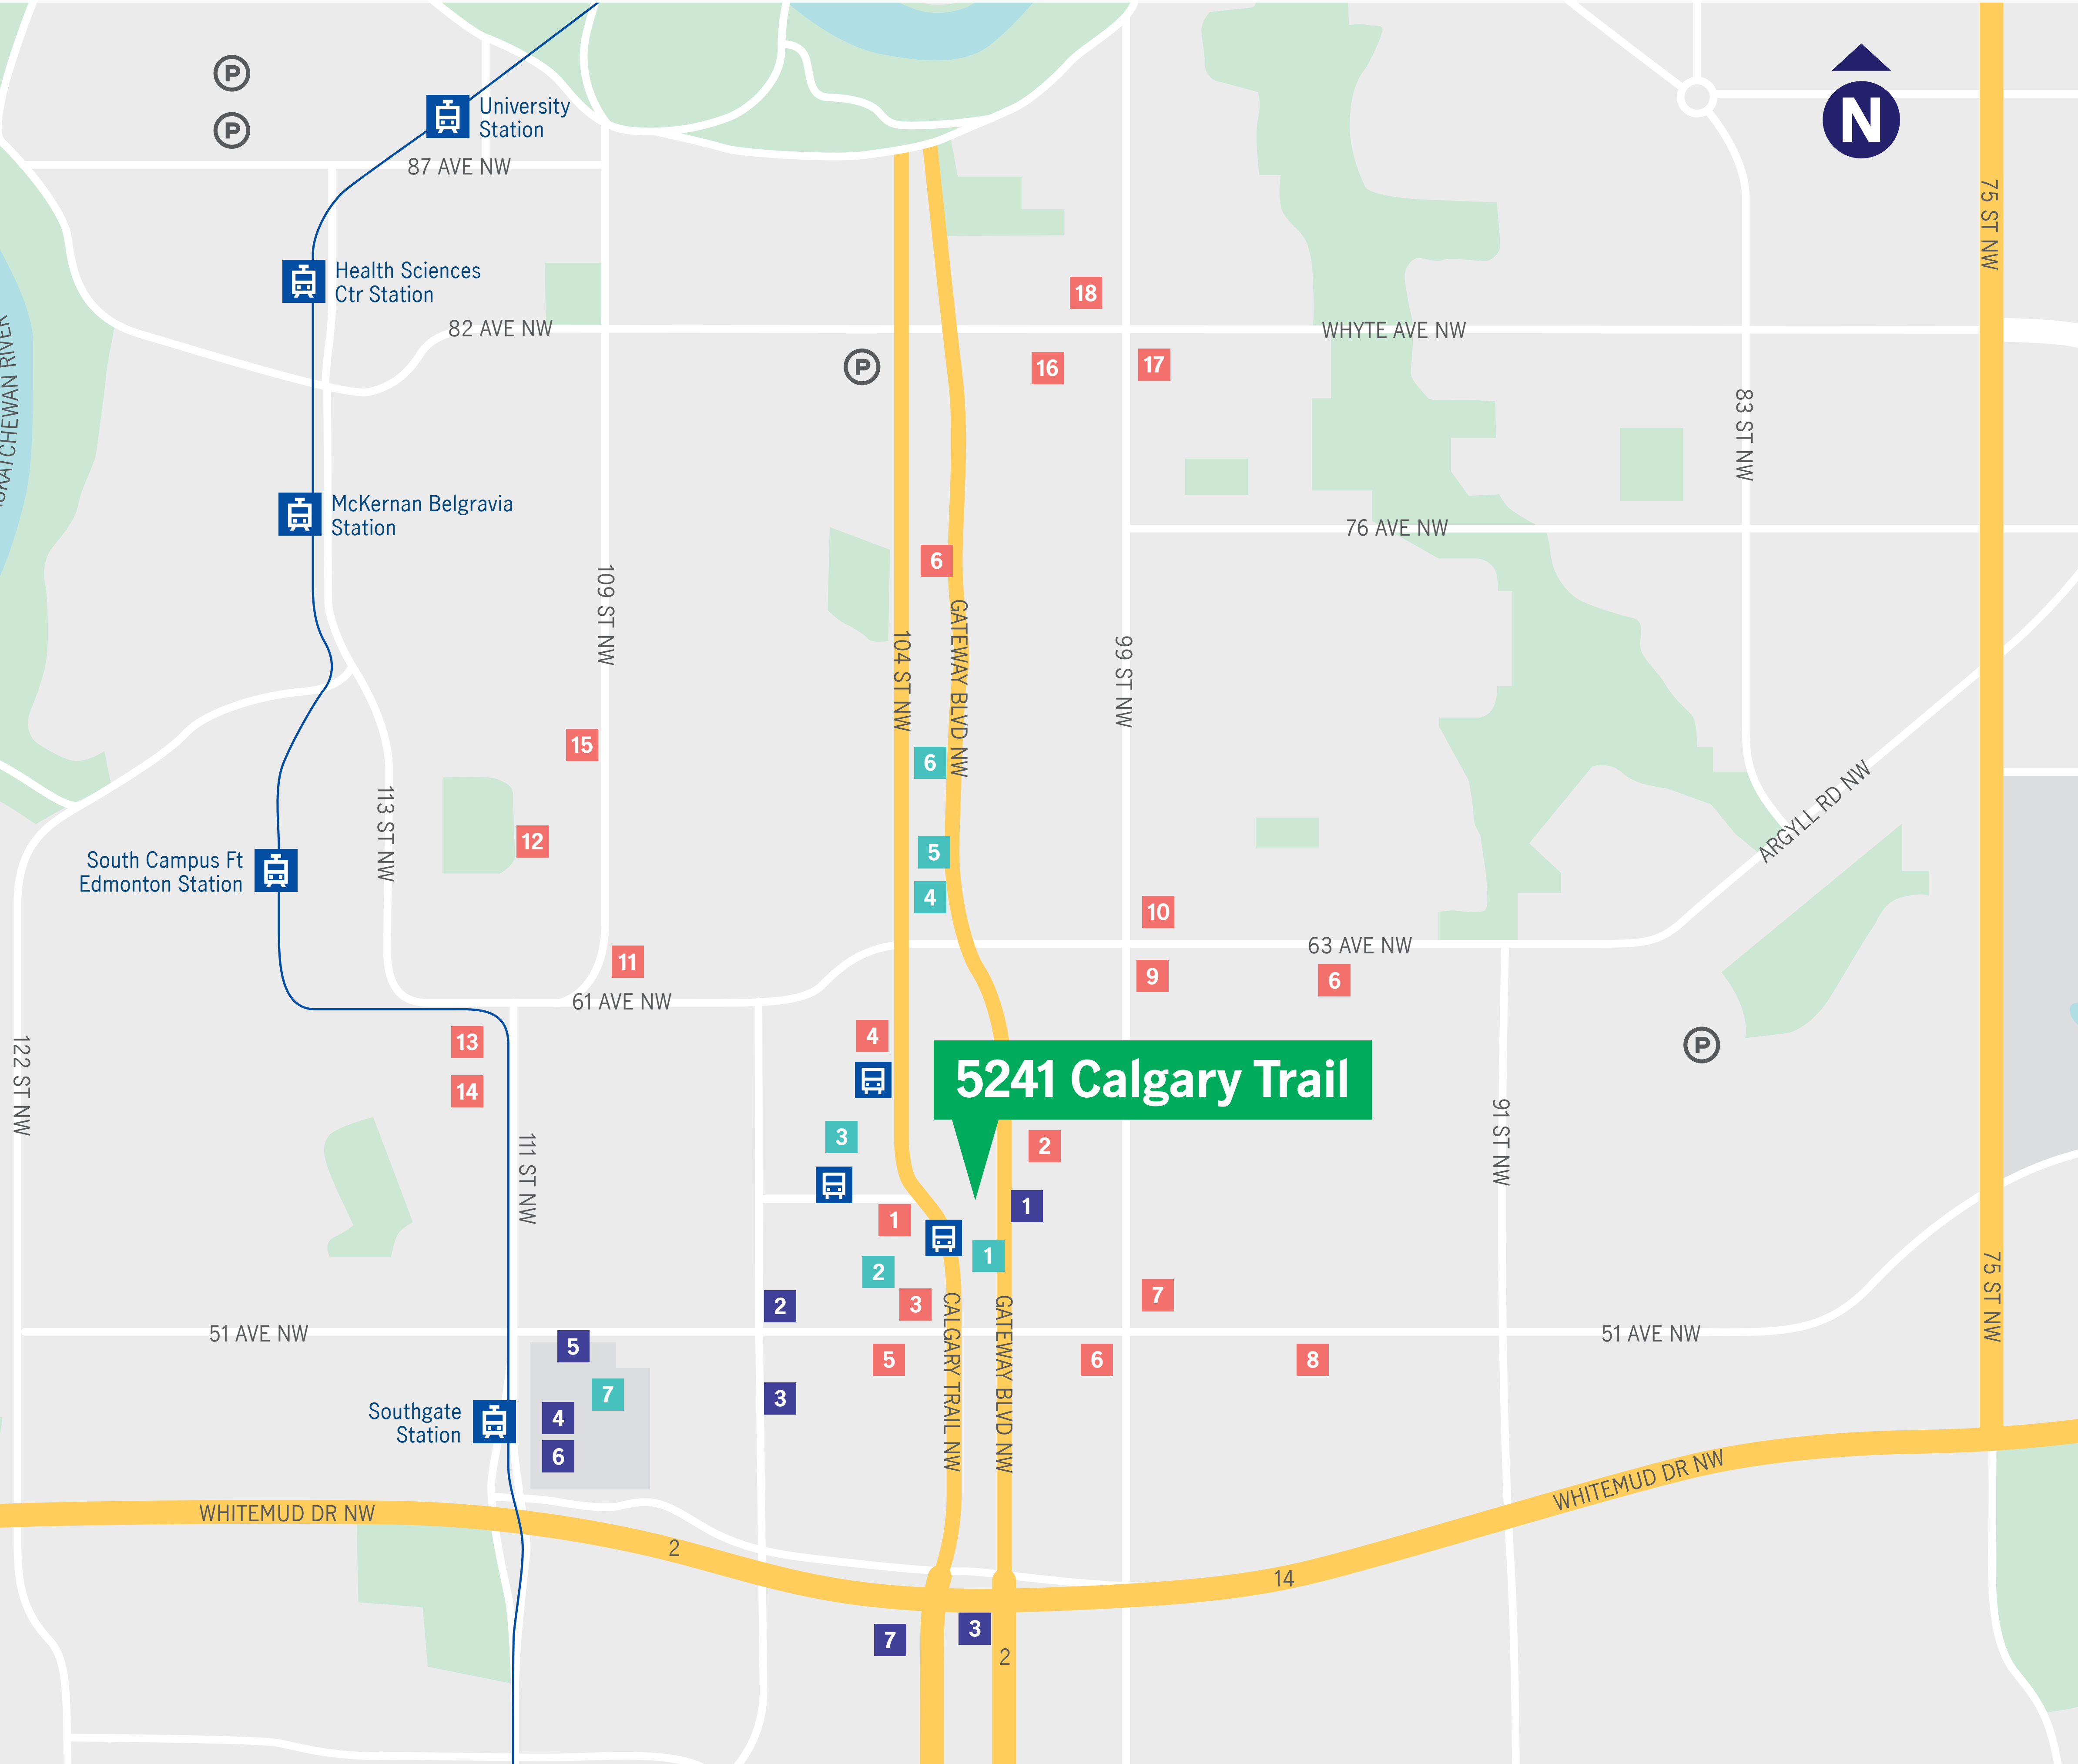 P
P
University
Station
87 AVE NW
N
75 ST NW
Health Sciences
Ctr Station
18
82 AVE NW
WHYTE AVE NW
P
16
17
83 ST NW
McKernan Belgravia
Station
76 AVE NW
6
109 ST NW
104 ST NW
GATEWAY BLVD NW
99 ST NW
15
6
113 ST NW
12
5
4
South Campus Ft
Edmonton Station
ARGYLL RD NW
10
63 AVE NW
11
9
6
61 AVE NW
13
4
P
14
5241 Calgary Trail
122 ST NW
3
2
111 ST NW
91 ST NW
1
1
1
2
2
3
7
75 ST NW
51 AVE NW
51 AVE NW
5
5
6
8
CALGARY TRAIL NW
GATEWAY BLVD NW
7
3
Southgate
Station
4
6
WHITEMUD DR NW
WHITEMUD DR NW
2
14
7
3
2